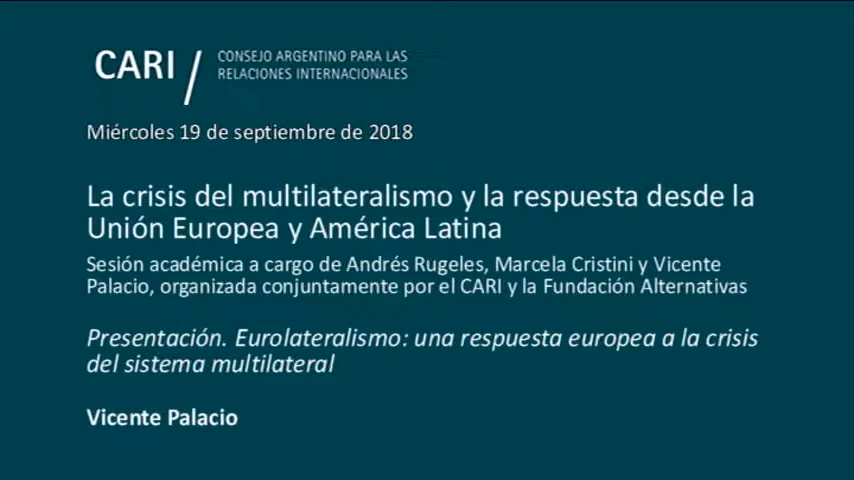 CARI / CONSEJO ARGENTINO PARA LAS
RELACIONES INTERNACIONALES
Miércoles 19 de septiembre de 2018
La crisis del multilateralismo y la respuesta desde la
Unión Europea y América Latina
Sesión académica a cargo de Andrés Rugeles, Marcela Cristini y Vicente
Palacio, organizada conjuntamente por el CARI y la Fundación Alternativas
Presentación. Eurolateralismo: una respuesta europea a la crisis
del sistema multilateral
Vicente Palacio